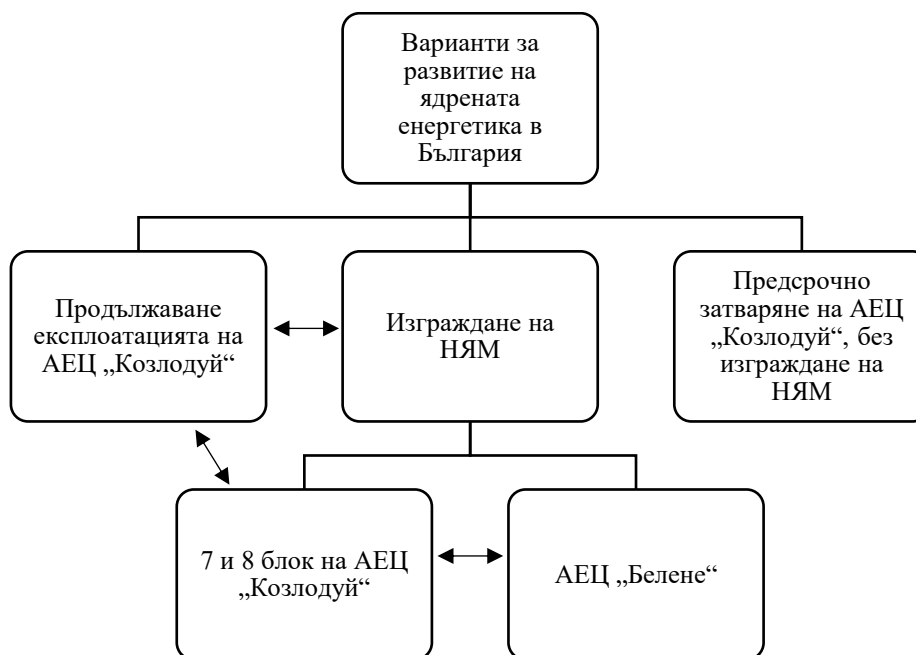 Варианти за
развитие на
ядрената
енергетика в
България
Продължаване
експлоатацията на
АЕЦ „Козлодуй“
Изграждане на
НЯМ
Предсрочно
затваряне на АЕЦ
„Козлодуй“, без
изграждане на
НЯМ
7 и 8 блок на АЕЦ
„Козлодуй“
АЕЦ „Белене“